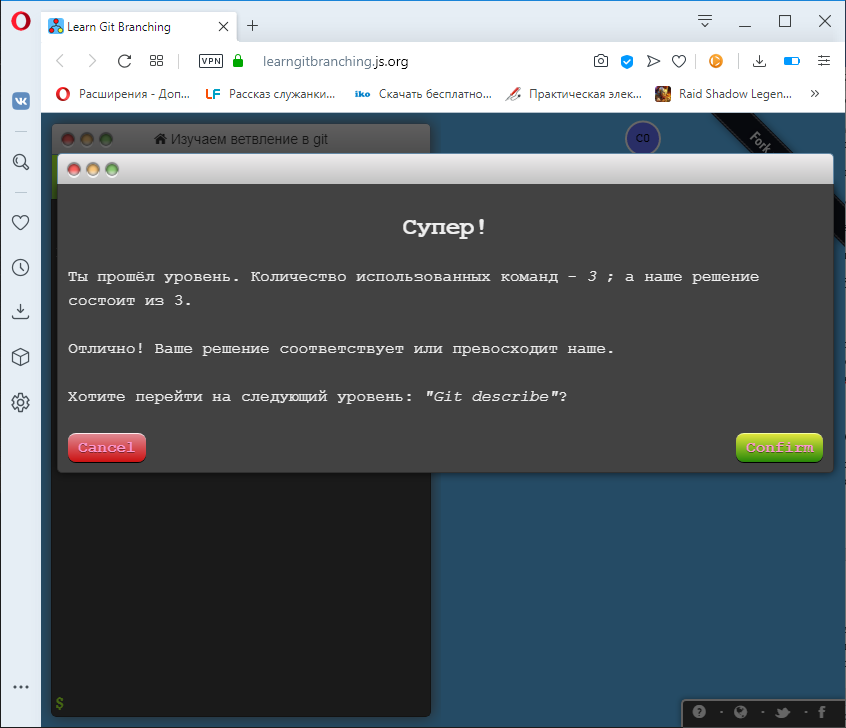 Learn Git Branching
VPN
learngitbranching.js.org
Расширения - Доп...
LF Рассказ служанки...
iko Скачать бесплатно...
Практическая элек...
Raid Shadow Legen...
Изучаем ветвление в git
C0
Fork
Супер!
Ты прошёл уровень. Количество использованных команд - 3 ; а наше решение
состоит из 3.
Отлично! Ваше решение соответствует или превосходит наше.
Хотите перейти на следующий уровень: "Git describe"?
Cancel
Confirm
$